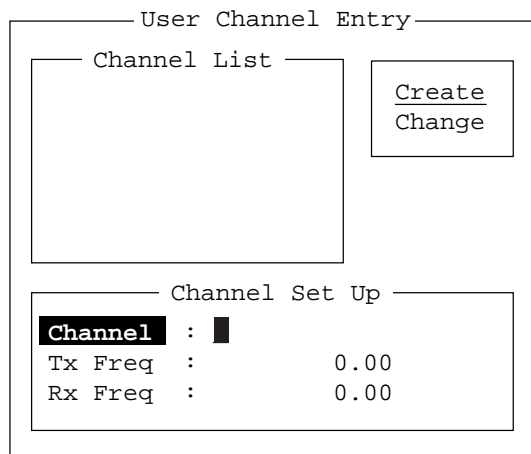 User Channel Entry
Channel List
Create
Change
Channel Set Up
Channel :
Tx Freq : 0.00
Rx Freq : 0.00